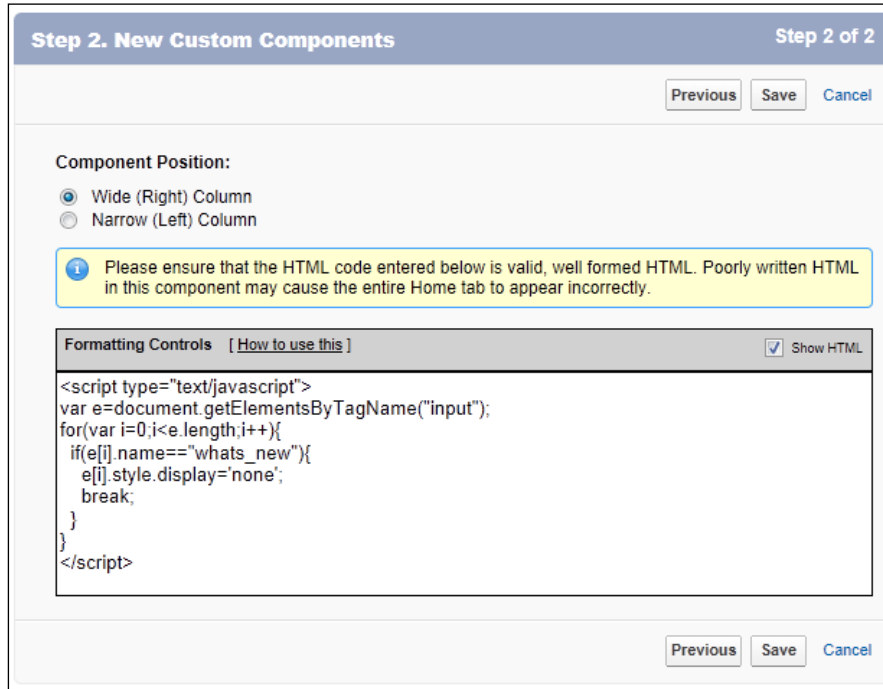 Step 2. New Custom Components
Step 2 of 2
Previous Save Cancel
Component Position:
Wide (Right) Column
Narrow (Left) Column
Please ensure that the HTML code entered below is valid, well formed HTML. Poorly written HTML
in this component may cause the entire Home tab to appear incorrectly.
Formatting Controls [ How to use this ]
Show HTML
<script type="text/javascript">
var e=document.getElementsByTagName("input");
for(var i=0;i<e.length;i++){
  if(e[i].name=="whats_new"){
    e[i].style.display='none';
    break;
  }
}
</script>
Previous Save Cancel